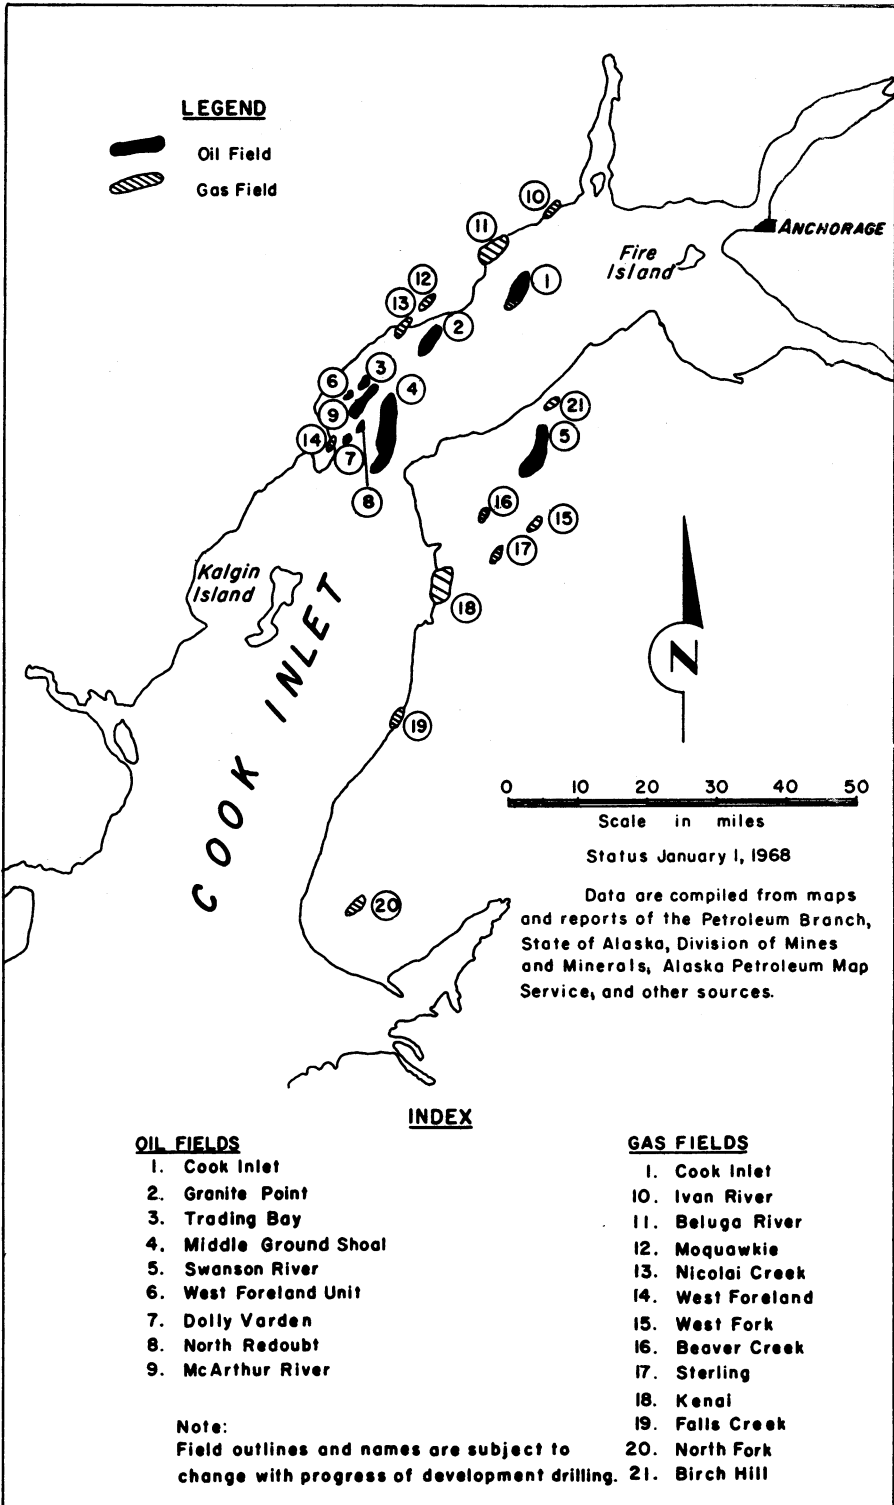 LEGEND
Oil Field
Gas Field
10
11
ANCHORAGE
Fire
Island
1
12
13
2
3
6
4
9
21
14
5
7
8
16
15
17
Kalgin
Island
18
COOK INLET
N
19
0 10 20 30 40 50
Scale in miles
Status January 1, 1968
20
Data are compiled from maps
and reports of the Petroleum Branch,
State of Alaska, Division of Mines
and Minerals, Alaska Petroleum Map
Service, and other sources.
INDEX
OIL FIELDS
1. Cook Inlet
2. Granite Point
3. Trading Bay
4. Middle Ground Shoal
5. Swanson River
6. West Foreland Unit
7. Dolly Varden
8. North Redoubt
9. McArthur River
GAS FIELDS
1. Cook Inlet
10. Ivan River
11. Beluga River
12. Moquawkie
13. Nicolai Creek
14. West Foreland
15. West Fork
16. Beaver Creek
17. Sterling
18. Kenai
19. Falls Creek
20. North Fork
21. Birch Hill
Note:
Field outlines and names are subject to
change with progress of development drilling.